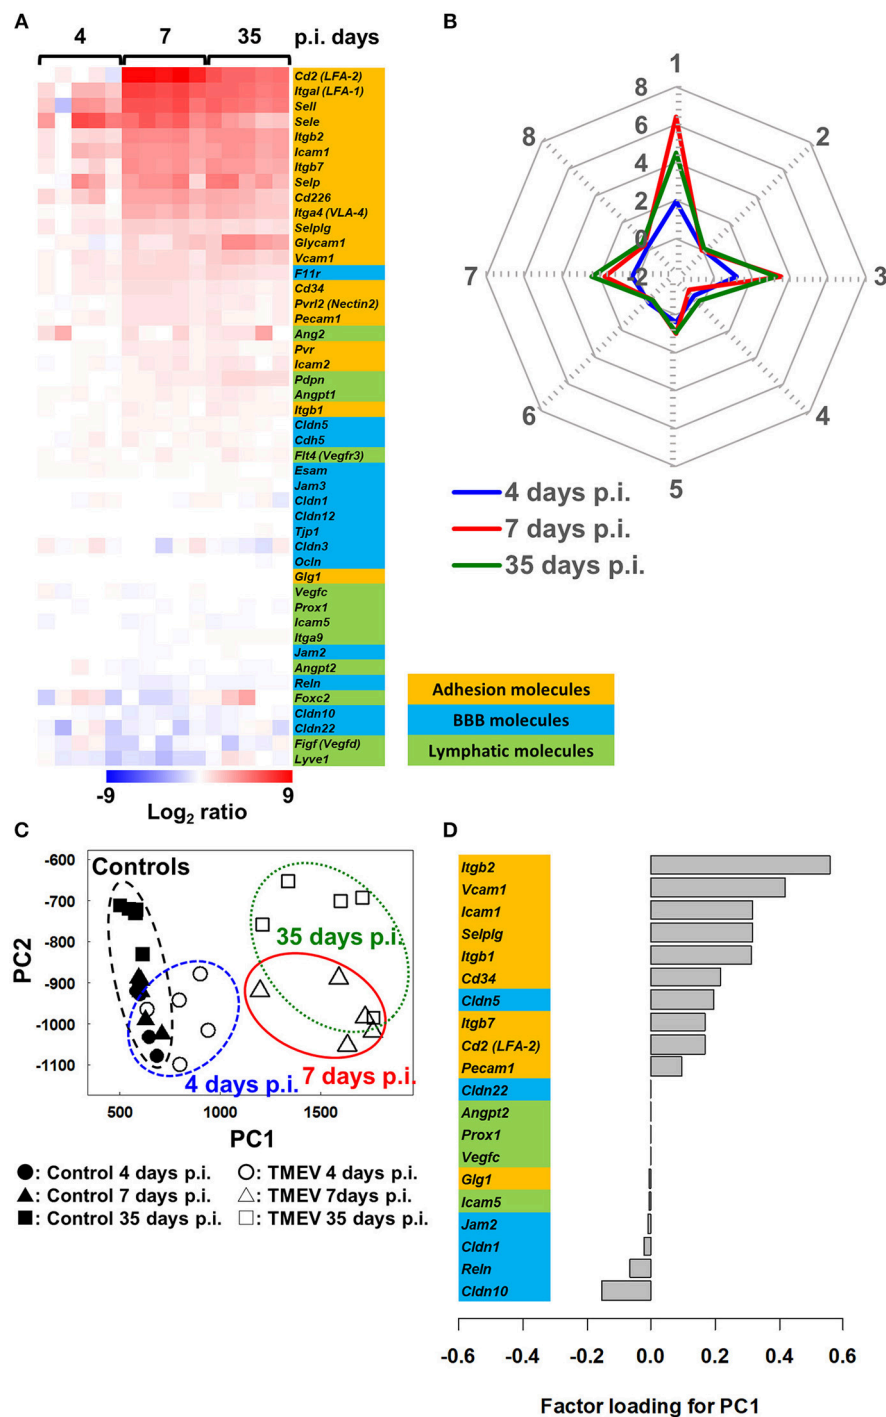 A
4 7 35 p.i. days
Cd2 (LFA-2)
Itgal (LFA-1)
Sell
Sele
Itgb2
Icam1
Itgb7
Selp
Cd226
Itga4 (VLA-4)
Selplg
Glycam1
Vcam1
F11r
Cd34
Pvrl2 (Nectin2)
Pecam1
Ang2
Pvr
Icam2
Pdpn
Angpt1
Itgb1
Cldn5
Cdh5
Flt4 (Vegfr3)
Esam
Jam3
Cldn1
Cldn12
Tjp1
Cldn3
Ocln
Glg1
Vegfc
Prox1
Icam5
Itga9
Jam2
Angpt2
Reln
Foxc2
Cldn10
Cldn22
Figf (Vegfd)
Lyve1
-9 9
Log2 ratio
Adhesion molecules
BBB molecules
Lymphatic molecules
B
1
2
3
4
5
6
7
8
8
6
4
2
0
-2
4 days p.i.
7 days p.i.
35 days p.i.
C
Controls
35 days p.i.
4 days p.i.
7 days p.i.
-600
-700
-800
-900
-1000
-1100
PC2
500 1000 1500
PC1
: Control 4 days p.i.
: Control 7 days p.i.
: Control 35 days p.i.
: TMEV 4 days p.i.
: TMEV 7days p.i.
: TMEV 35 days p.i.
D
Itgb2
Vcam1
Icam1
Selplg
Itgb1
Cd34
Cldn5
Itgb7
Cd2 (LFA-2)
Pecam1
Cldn22
Angpt2
Prox1
Vegfc
Glg1
Icam5
Jam2
Cldn1
Reln
Cldn10
-0.6 -0.4 -0.2 0.0 0.2 0.4 0.6
Factor loading for PC1